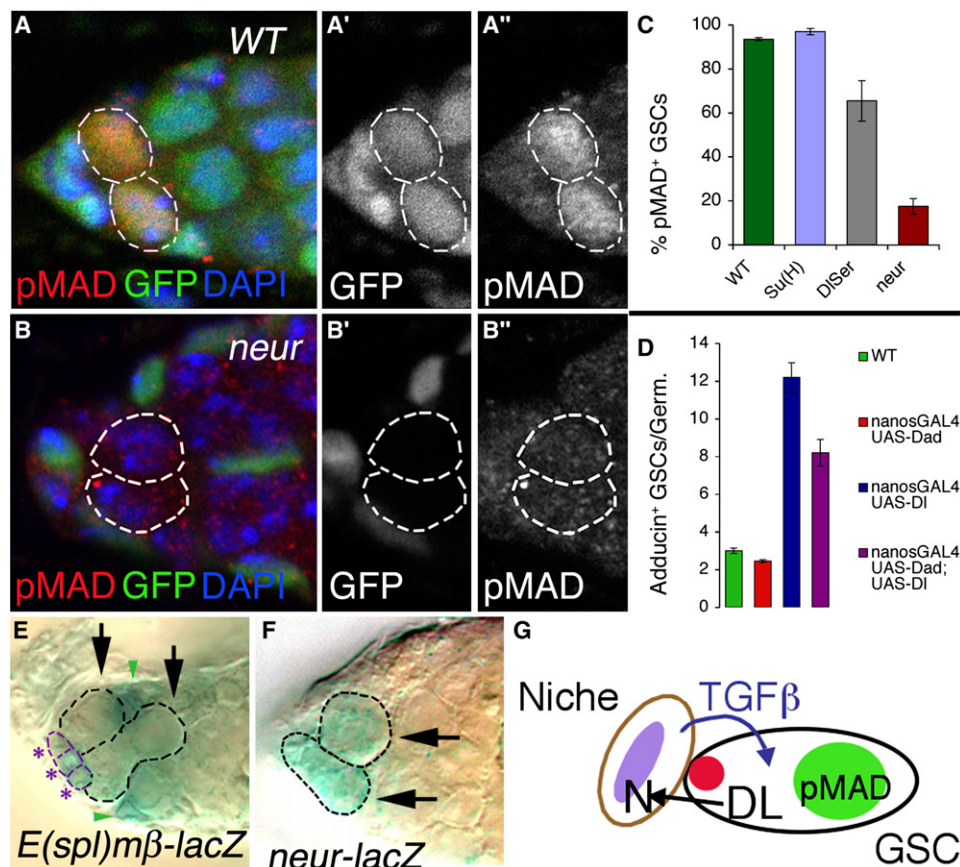 A
WT
pMAD GFP DAPI
A'
GFP
A"
pMAD
C
% pMAD+ GSCs
100
80
60
40
20
0
WT
Su(H)
DlSer
neur
B
neur
pMAD GFP DAPI
B'
GFP
B"
pMAD
D
Adducin+ GSCs/Germ.
14
12
10
8
6
4
2
0
WT
nanosGAL4
UAS-Dad
nanosGAL4
UAS-Dl
nanosGAL4
UAS-Dad;
UAS-Dl
E
*
*
*
E(spl)mβ-lacZ
F
neur-lacZ
G
Niche
TGFβ
N
DL
pMAD
GSC